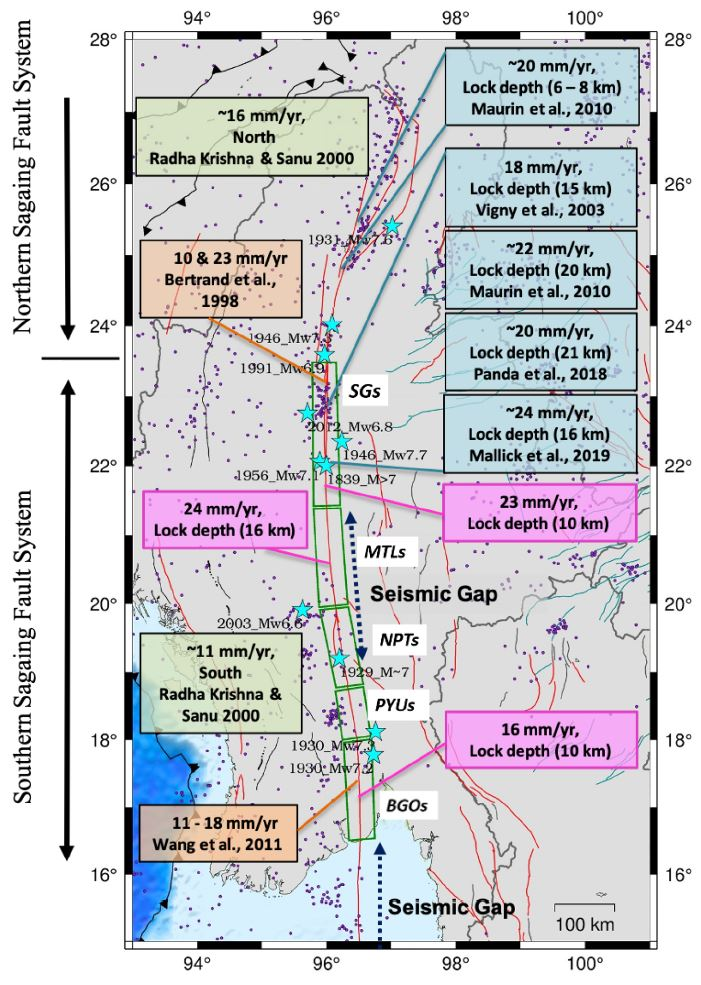 94°
96°
98°
100°
28°
28°
26°
26°
24°
24°
22°
22°
20°
20°
18°
18°
16°
16°
94°
96°
98°
100°
Northern Sagaing Fault System
Southern Sagaing Fault System
~16 mm/yr,
North
Radha Krishna & Sanu 2000
~20 mm/yr,
Lock depth (6 – 8 km)
Maurin et al., 2010
18 mm/yr,
Lock depth (15 km)
Vigny et al., 2003
~22 mm/yr,
Lock depth (20 km)
Maurin et al., 2010
~20 mm/yr,
Lock depth (21 km)
Panda et al., 2018
~24 mm/yr,
Lock depth (16 km)
Mallick et al., 2019
10 & 23 mm/yr
Bertrand et al.,
1998
1931_Mw7.6
1946_Mw7.3
1991_Mw6.9
SGs
2012_Mw6.8
1946_Mw7.7
1956_Mw7.1
1839_M>7
24 mm/yr,
Lock depth (16 km)
23 mm/yr,
Lock depth (10 km)
MTLs
Seismic Gap
2003_Mw6.6
NPTs
1929_M~7
~11 mm/yr,
South
Radha Krishna &
Sanu 2000
PYUs
1930_Mw7.3
1930_Mw7.2
16 mm/yr,
Lock depth (10 km)
BGOs
11 - 18 mm/yr
Wang et al., 2011
Seismic Gap
100 km